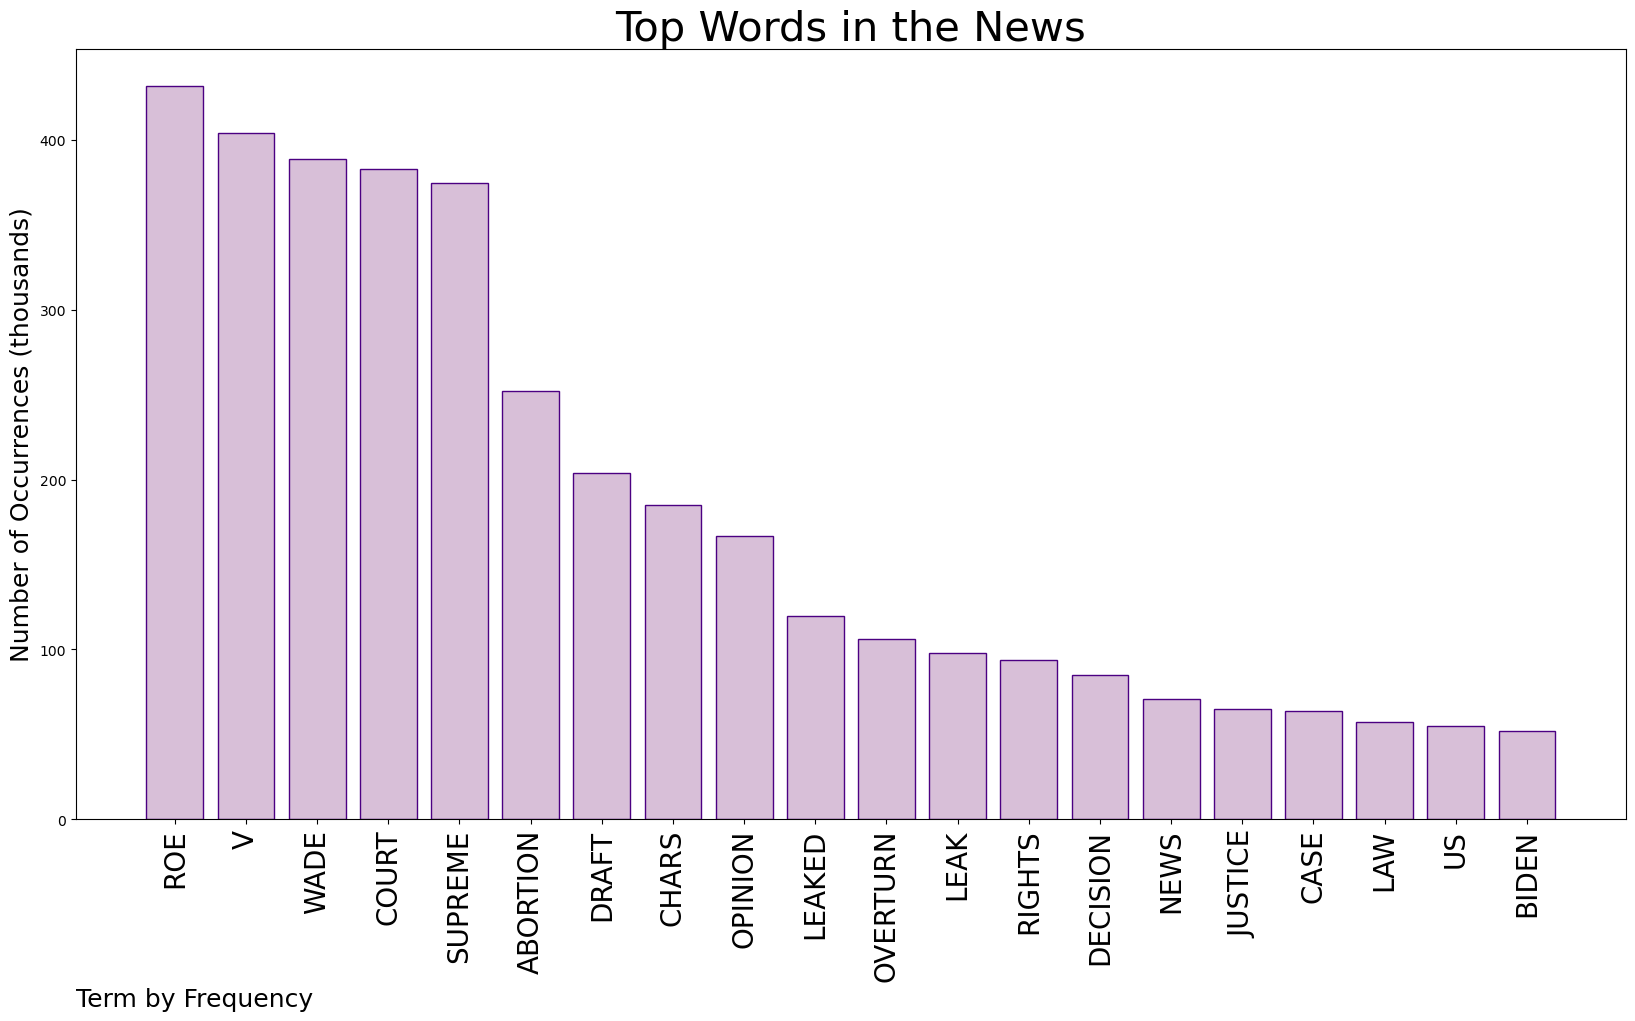 Top Words in the News
Number of Occurrences (thousands)
400
300
200
100
0
ROE
V
WADE
COURT
SUPREME
ABORTION
DRAFT
CHARS
OPINION
LEAKED
OVERTURN
LEAK
RIGHTS
DECISION
NEWS
JUSTICE
CASE
LAW
US
BIDEN
Term by Frequency